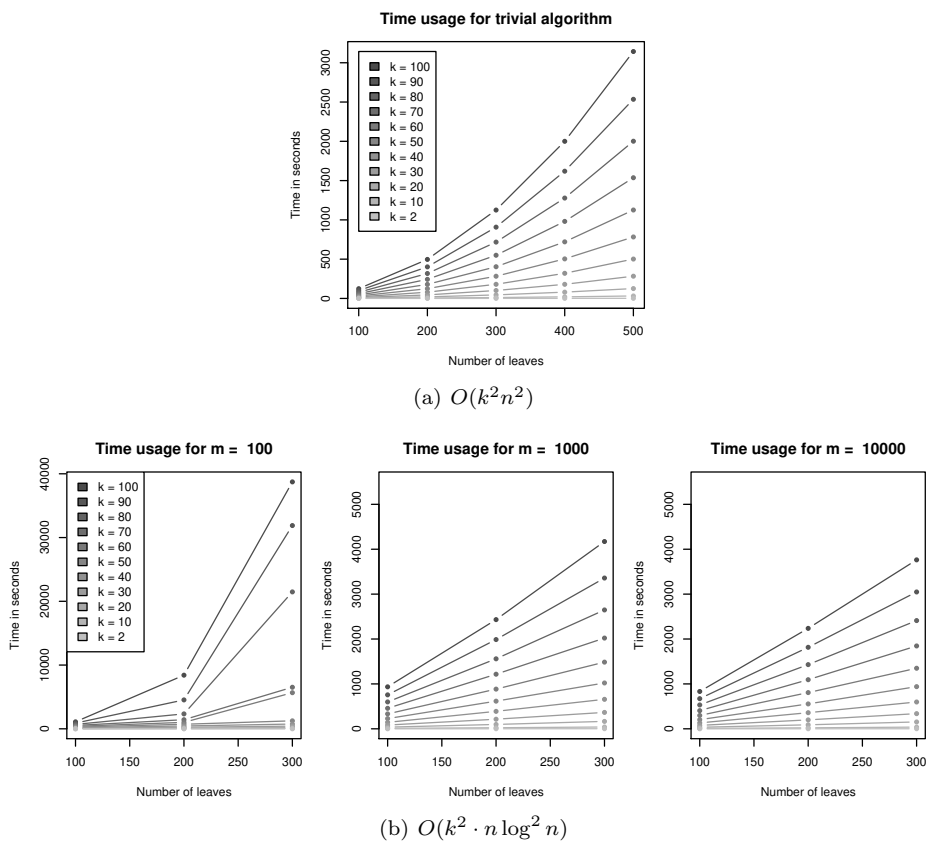 Time usage for trivial algorithm
Time in seconds
3000
2500
2000
1500
1000
500
0
k = 100
k = 90
k = 80
k = 70
k = 60
k = 50
k = 40
k = 30
k = 20
k = 10
k = 2
100 200 300 400 500
Number of leaves
(a) O(k²n²)
Time usage for m = 100
Time in seconds
40000
30000
20000
10000
0
k = 100
k = 90
k = 80
k = 70
k = 60
k = 50
k = 40
k = 30
k = 20
k = 10
k = 2
100 150 200 250 300
Number of leaves
Time usage for m = 1000
Time in seconds
5000
4000
3000
2000
1000
0
100 150 200 250 300
Number of leaves
Time usage for m = 10000
Time in seconds
5000
4000
3000
2000
1000
0
100 150 200 250 300
Number of leaves
(b) O(k² · n log² n)